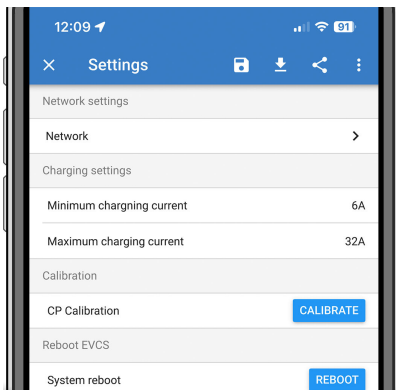 12:09
91
Settings
Network settings
Network
Charging settings
Minimum chargning current 6A
Maximum charging current 32A
Calibration
CP Calibration CALIBRATE
Reboot EVCS
System reboot REBOOT